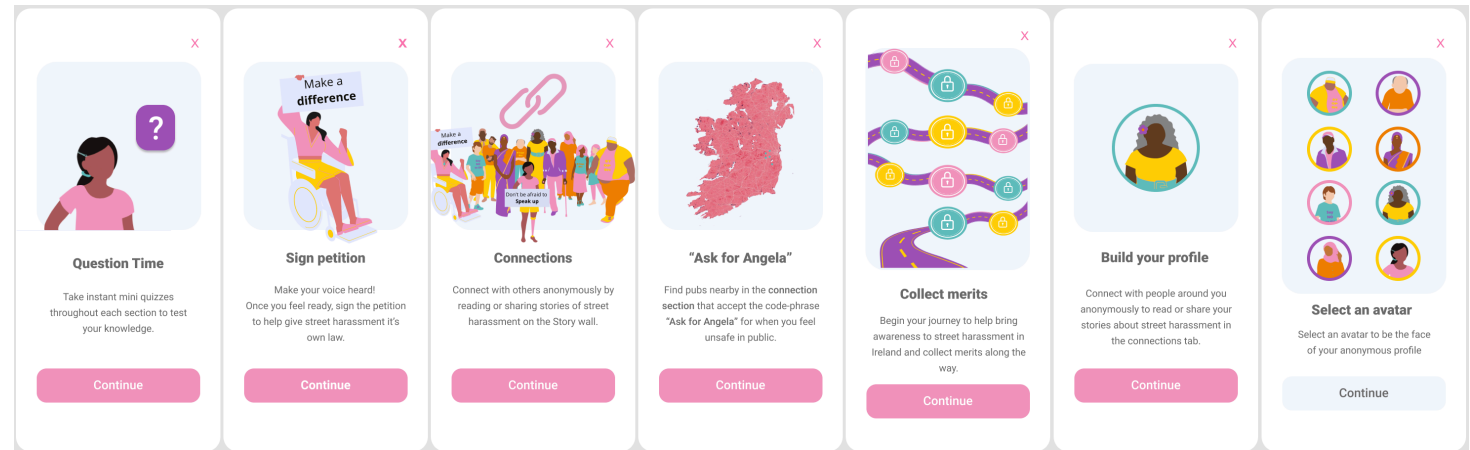 X
?
Question Time
Take instant mini quizzes
throughout each section to test
your knowledge.
Continue
X
Make a
difference
Sign petition
Make your voice heard!
Once you feel ready, sign the petition
to help give street harassment it's
own law.
Continue
X
Make a
difference
Don't be afraid to
Speak up
Connections
Connect with others anonymously by
reading or sharing stories of street
harassment on the Story wall.
Continue
X
“Ask for Angela”
Find pubs nearby in the connection
section that accept the code-phrase
“Ask for Angela” for when you feel
unsafe in public.
Continue
X
Collect merits
Begin your journey to help bring
awareness to street harassment in
Ireland and collect merits along the
way.
Continue
X
Build your profile
Connect with people around you
anonymously to read or share your
stories about street harassment in
the connections tab.
Continue
X
Select an avatar
Select an avatar to be the face
of your anonymous profile
Continue